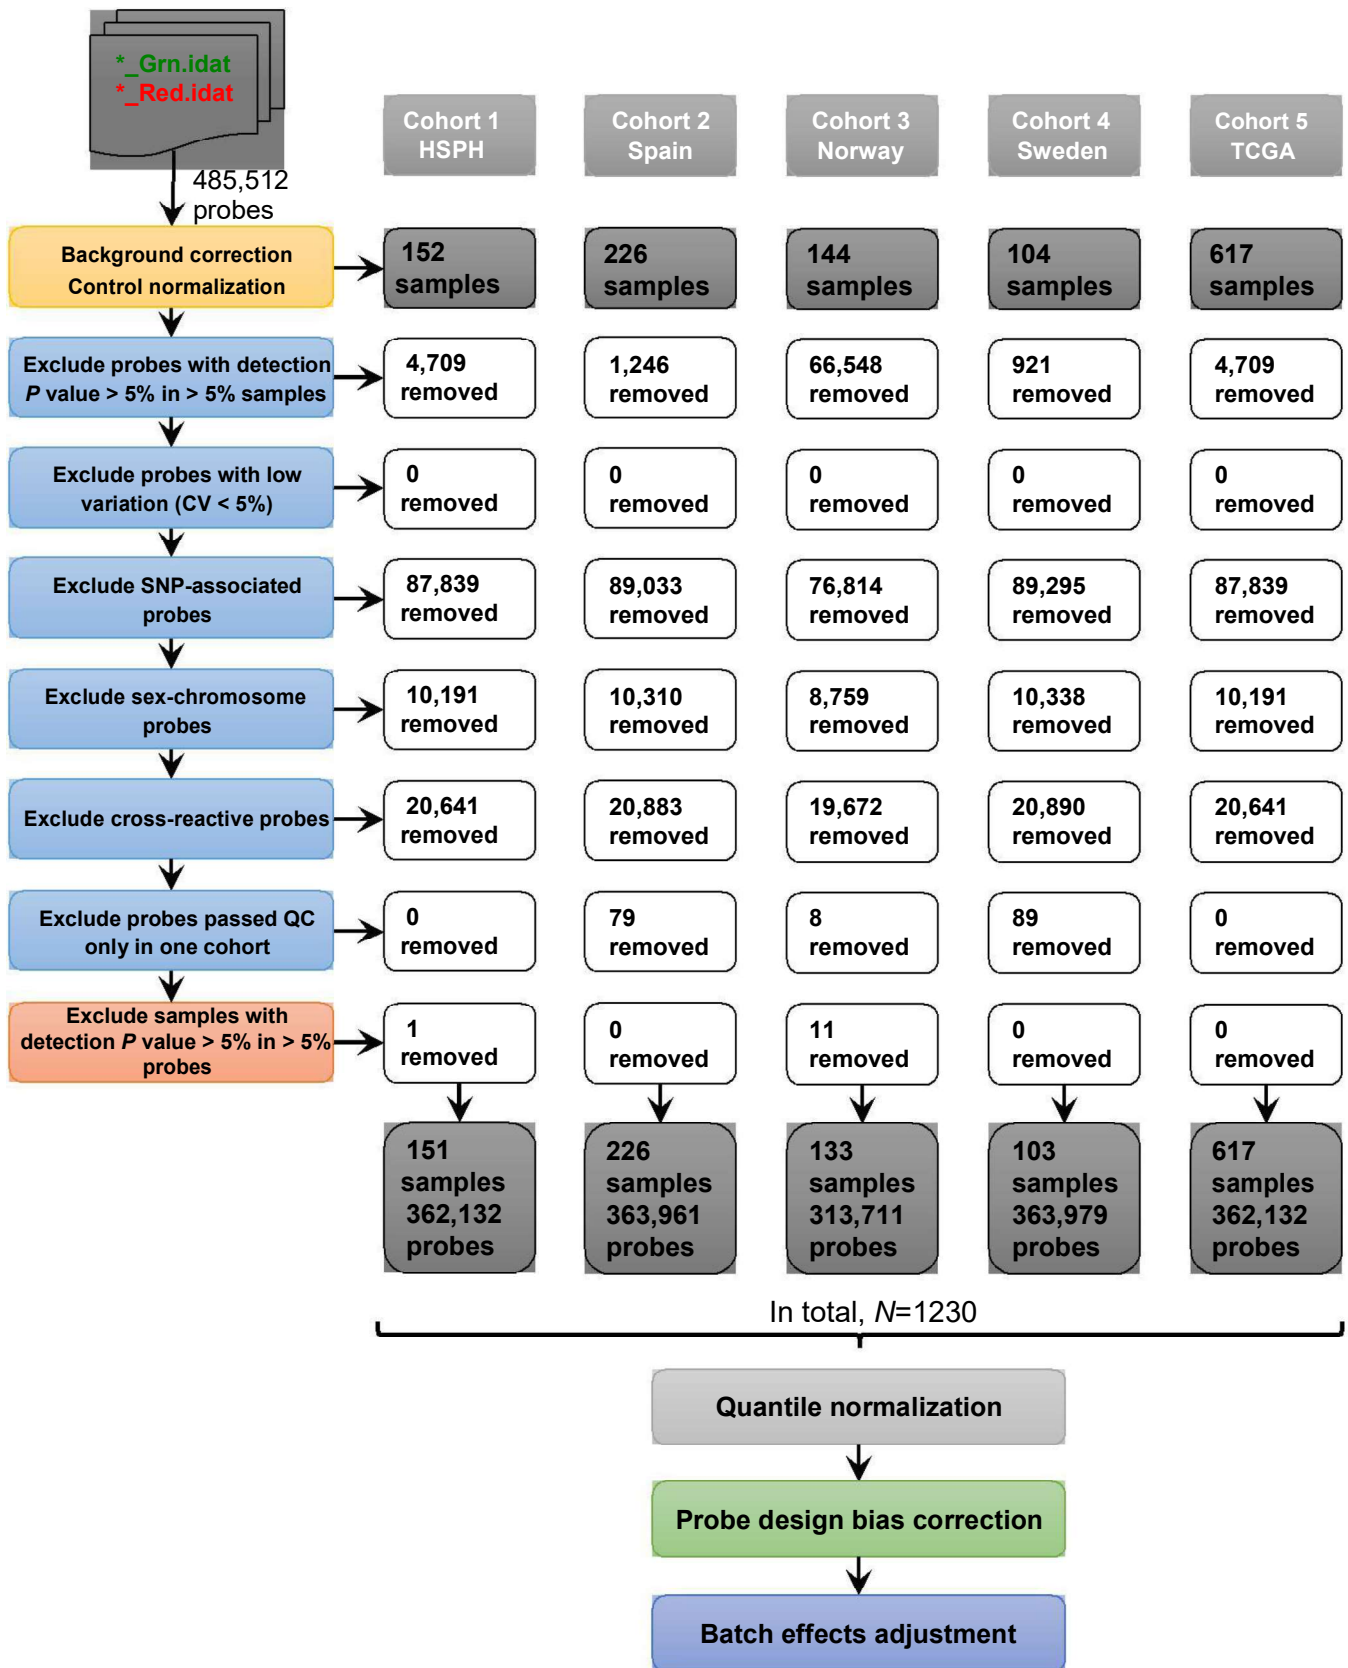 *_Grn.idat
*_Red.idat
485,512
probes
Cohort 1
HSPH
Cohort 2
Spain
Cohort 3
Norway
Cohort 4
Sweden
Cohort 5
TCGA
Background correction
Control normalization
152
samples
226
samples
144
samples
104
samples
617
samples
Exclude probes with detection
P value > 5% in > 5% samples
4,709
removed
1,246
removed
66,548
removed
921
removed
4,709
removed
Exclude probes with low
variation (CV < 5%)
0
removed
0
removed
0
removed
0
removed
0
removed
Exclude SNP-associated
probes
87,839
removed
89,033
removed
76,814
removed
89,295
removed
87,839
removed
Exclude sex-chromosome
probes
10,191
removed
10,310
removed
8,759
removed
10,338
removed
10,191
removed
Exclude cross-reactive probes
20,641
removed
20,883
removed
19,672
removed
20,890
removed
20,641
removed
Exclude probes passed QC
only in one cohort
0
removed
79
removed
8
removed
89
removed
0
removed
Exclude samples with
detection P value > 5% in > 5%
probes
1
removed
0
removed
11
removed
0
removed
0
removed
151
samples
362,132
probes
226
samples
363,961
probes
133
samples
313,711
probes
103
samples
363,979
probes
617
samples
362,132
probes
In total, N=1230
Quantile normalization
Probe design bias correction
Batch effects adjustment